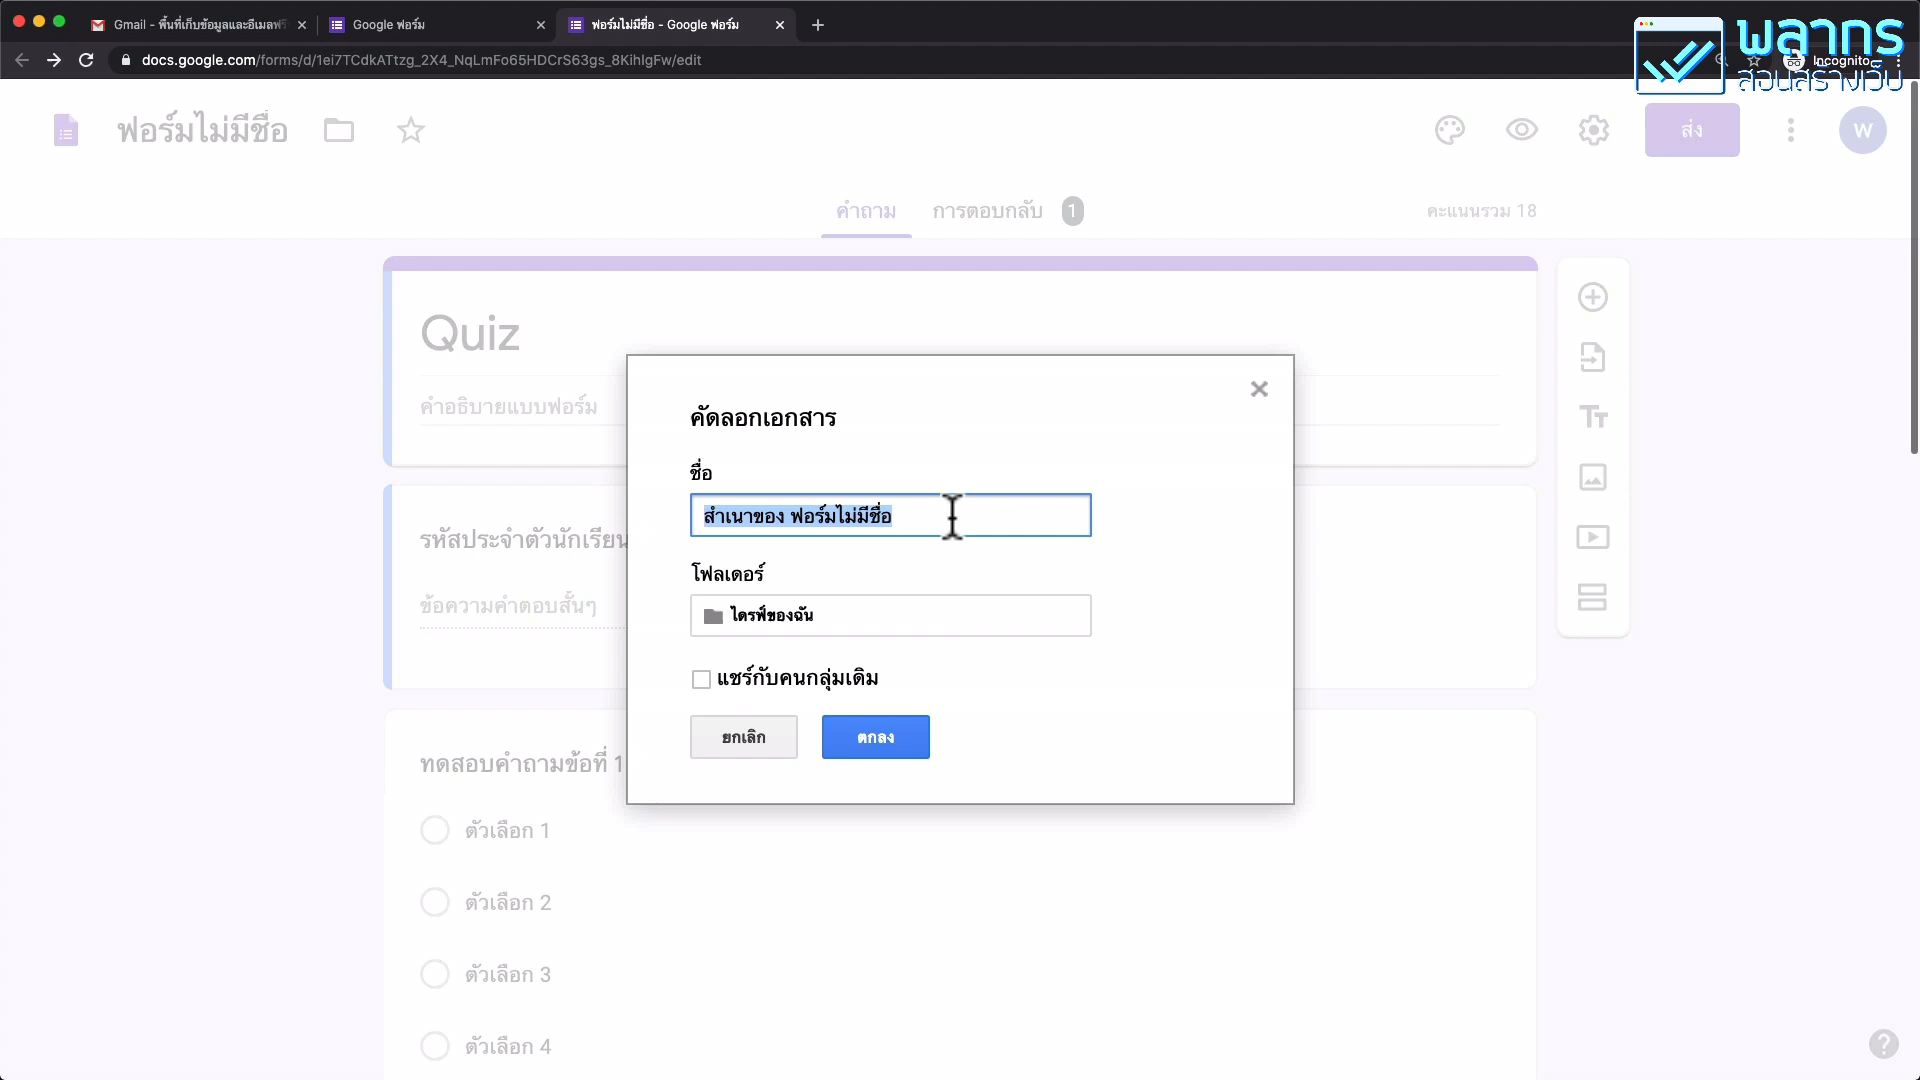 Gmail - พื้นที่เก็บข้อมูลและอีเมลฟรี
Google ฟอร์ม
ฟอร์มไม่มีชื่อ - Google ฟอร์ม
docs.google.com/forms/d/1ei7TCdkATtzg_2X4_NqLmFo65HDCrS63gs_8KihlgFw/edit
Incognito
พลากร
สอนสร้างเว็บ
ฟอร์มไม่มีชื่อ
ส่ง
W
คำถาม
การตอบกลับ
1
คะแนนรวม 18
Quiz
คำอธิบายแบบฟอร์ม
รหัสประจำตัวนักเรียน
ข้อความคำตอบสั้นๆ
ทดสอบคำถามข้อที่ 1
ตัวเลือก 1
ตัวเลือก 2
ตัวเลือก 3
ตัวเลือก 4
คัดลอกเอกสาร
ชื่อ
สำเนาของ ฟอร์มไม่มีชื่อ
โฟลเดอร์
ไดรฟ์ของฉัน
แชร์กับคนกลุ่มเดิม
ยกเลิก
ตกลง
Tт